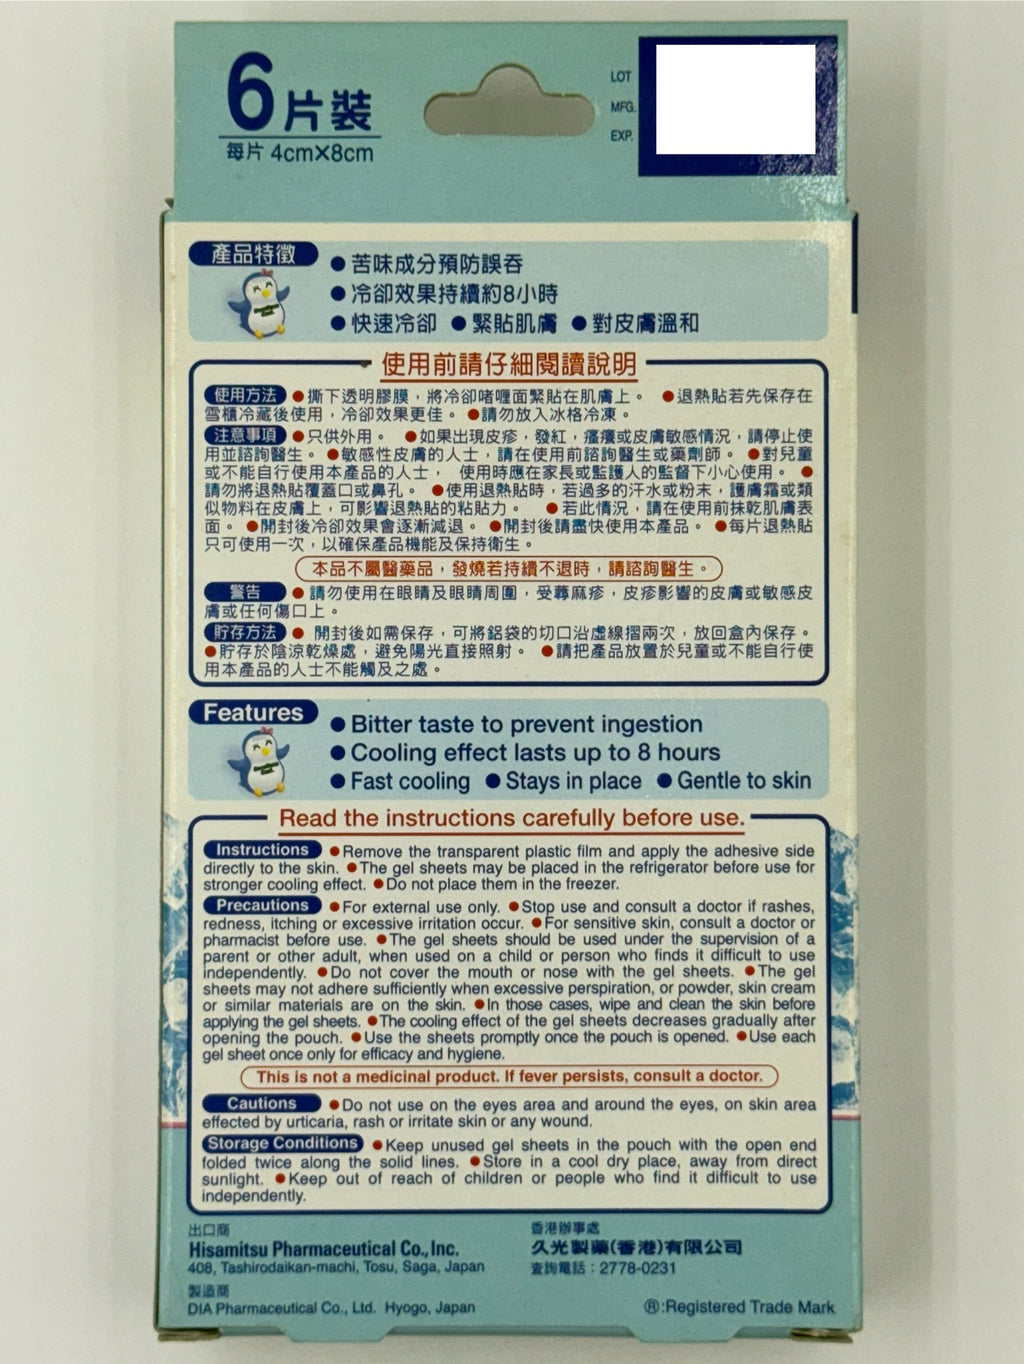 6片裝
每片 4cm×8cm
LOT
MFG.
EXP.
產品特徵
●苦味成分預防誤吞
●冷卻效果持續約8小時
●快速冷卻 ●緊貼肌膚 ●對皮膚溫和
使用前請仔細閱讀說明
使用方法 ●撕下透明膠膜，將冷卻啫喱面緊貼在肌膚上。 ●退熱貼若先保存在
雪櫃冷藏後使用，冷卻效果更佳。 ●請勿放入冰格冷凍。
注意事項 ●只供外用。 ●如果出現皮疹，發紅，瘙癢或皮膚敏感情況，請停止使
用並諮詢醫生。 ●敏感性皮膚的人士，請在使用前諮詢醫生或藥劑師。 ●對兒童
或不能自行使用本產品的人士， 使用時應在家長或監護人的監督下小心使用。 ●
請勿將退熱貼覆蓋口或鼻孔。 ●使用退熱貼時，若過多的汗水或粉末，護膚霜或類
似物料在皮膚上，可影響退熱貼的粘貼力。 ●若此情況，請在使用前抹乾肌膚表
面。 ●開封後冷卻效果會逐漸減退。 ●開封後請盡快使用本產品。 ●每片退熱貼
只可使用一次，以確保產品機能及保持衛生。
本品不屬醫藥品，發燒若持續不退時，請諮詢醫生。
警告 ●請勿使用在眼睛及眼睛周圍，受蕁麻疹，皮疹影響的皮膚或敏感皮
膚或任何傷口上。
貯存方法 ● 開封後如需保存，可將鋁袋的切口沿虛線摺兩次，放回盒內保存。
●貯存於陰涼乾燥處，避免陽光直接照射。 ●請把產品放置於兒童或不能自行使
用本產品的人士不能觸及之處。
Features
●Bitter taste to prevent ingestion
●Cooling effect lasts up to 8 hours
●Fast cooling ●Stays in place ●Gentle to skin
Read the instructions carefully before use.
Instructions ●Remove the transparent plastic film and apply the adhesive side
directly to the skin. ●The gel sheets may be placed in the refrigerator before use for
stronger cooling effect. ●Do not place them in the freezer.
Precautions ●For external use only. ●Stop use and consult a doctor if rashes,
redness, itching or excessive irritation occur. ●For sensitive skin, consult a doctor or
pharmacist before use. ●The gel sheets should be used under the supervision of a
parent or other adult, when used on a child or person who finds it difficult to use
independently. ●Do not cover the mouth or nose with the gel sheets. ●The gel
sheets may not adhere sufficiently when excessive perspiration, or powder, skin cream
or similar materials are on the skin. ●In those cases, wipe and clean the skin before
applying the gel sheets. ●The cooling effect of the gel sheets decreases gradually after
opening the pouch. ●Use the sheets promptly once the pouch is opened. ●Use each
gel sheet once only for efficacy and hygiene.
This is not a medicinal product. If fever persists, consult a doctor.
Cautions ●Do not use on the eyes area and around the eyes, on skin area
effected by urticaria, rash or irritate skin or any wound.
Storage Conditions ●Keep unused gel sheets in the pouch with the open end
folded twice along the solid lines. ●Store in a cool dry place, away from direct
sunlight. ●Keep out of reach of children or people who find it difficult to use
independently.
出口商
Hisamitsu Pharmaceutical Co., Inc.
408, Tashirodaikan-machi, Tosu, Saga, Japan
製造商
DIA Pharmaceutical Co., Ltd. Hyogo, Japan
香港辦事處
久光製藥(香港)有限公司
查詢電話：2778-0231
®:Registered Trade Mark